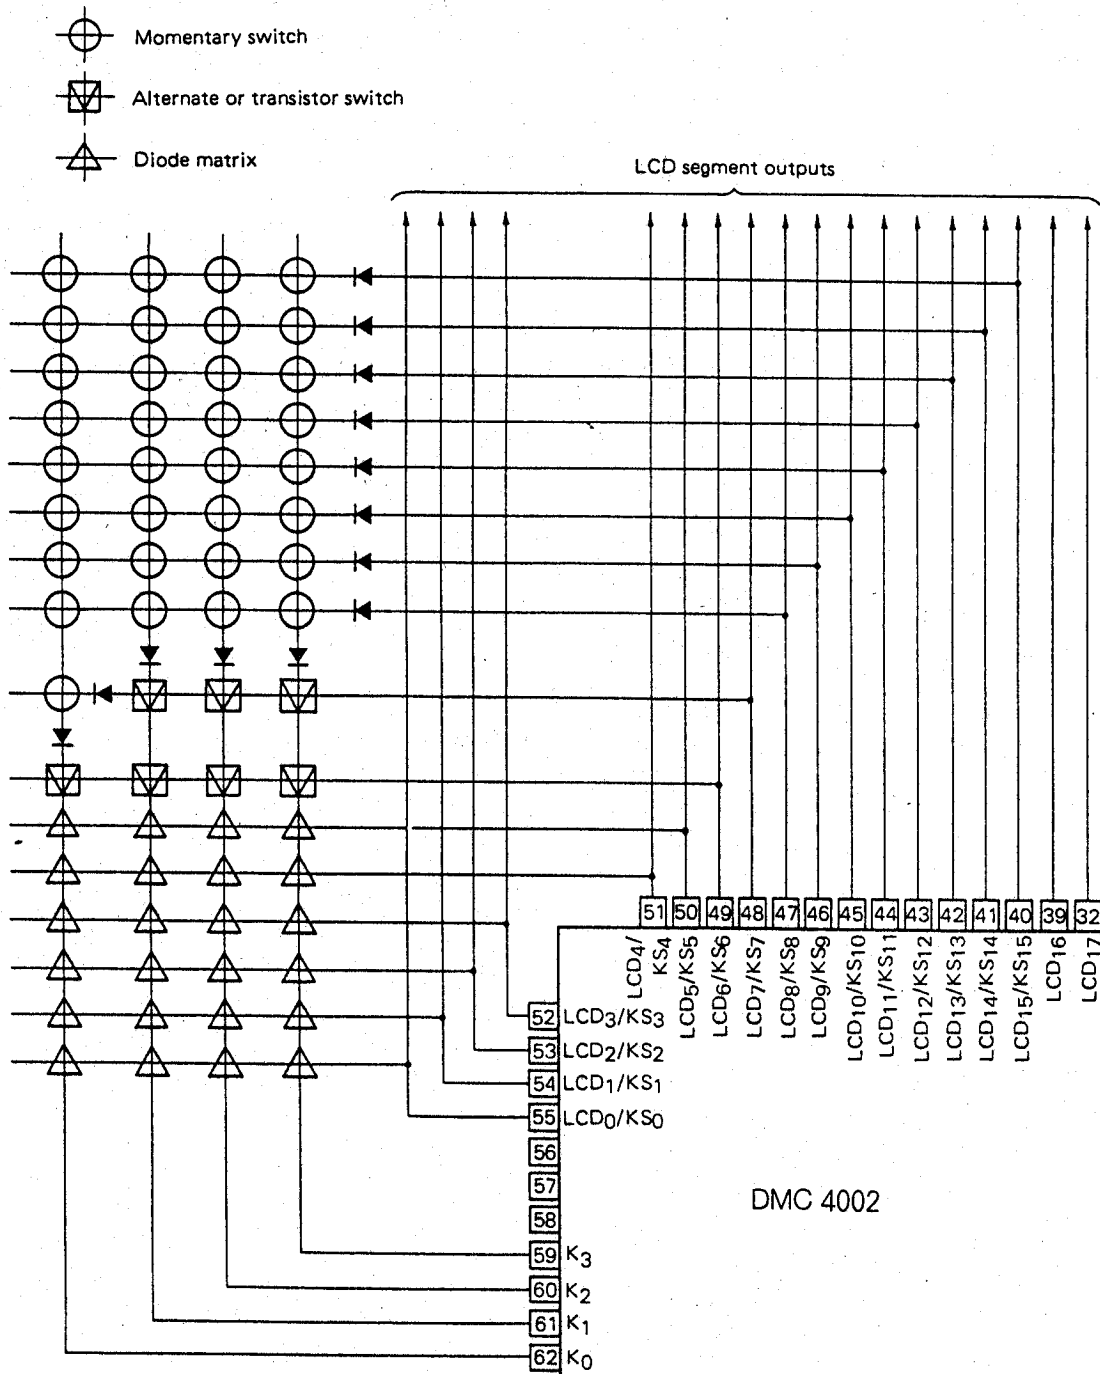 Momentary switch
Alternate or transistor switch
Diode matrix
LCD segment outputs
51 50 49 48 47 46 45 44 43 42 41 40 39 32
LCD4/
KS4
LCD5/KS5
LCD6/KS6
LCD7/KS7
LCD8/KS8
LCD9/KS9
LCD10/KS10
LCD11/KS11
LCD12/KS12
LCD13/KS13
LCD14/KS14
LCD15/KS15
LCD16
LCD17
52 LCD3/KS3
53 LCD2/KS2
54 LCD1/KS1
55 LCD0/KS0
56
57
58
DMC 4002
59 K3
60 K2
61 K1
62 K0